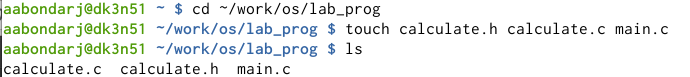 aabondarj@dk3n51 ~ $ cd ~/work/os/lab_prog
aabondarj@dk3n51 ~/work/os/lab_prog $ touch calculate.h calculate.c main.c
aabondarj@dk3n51 ~/work/os/lab_prog $ ls
calculate.c  calculate.h  main.c